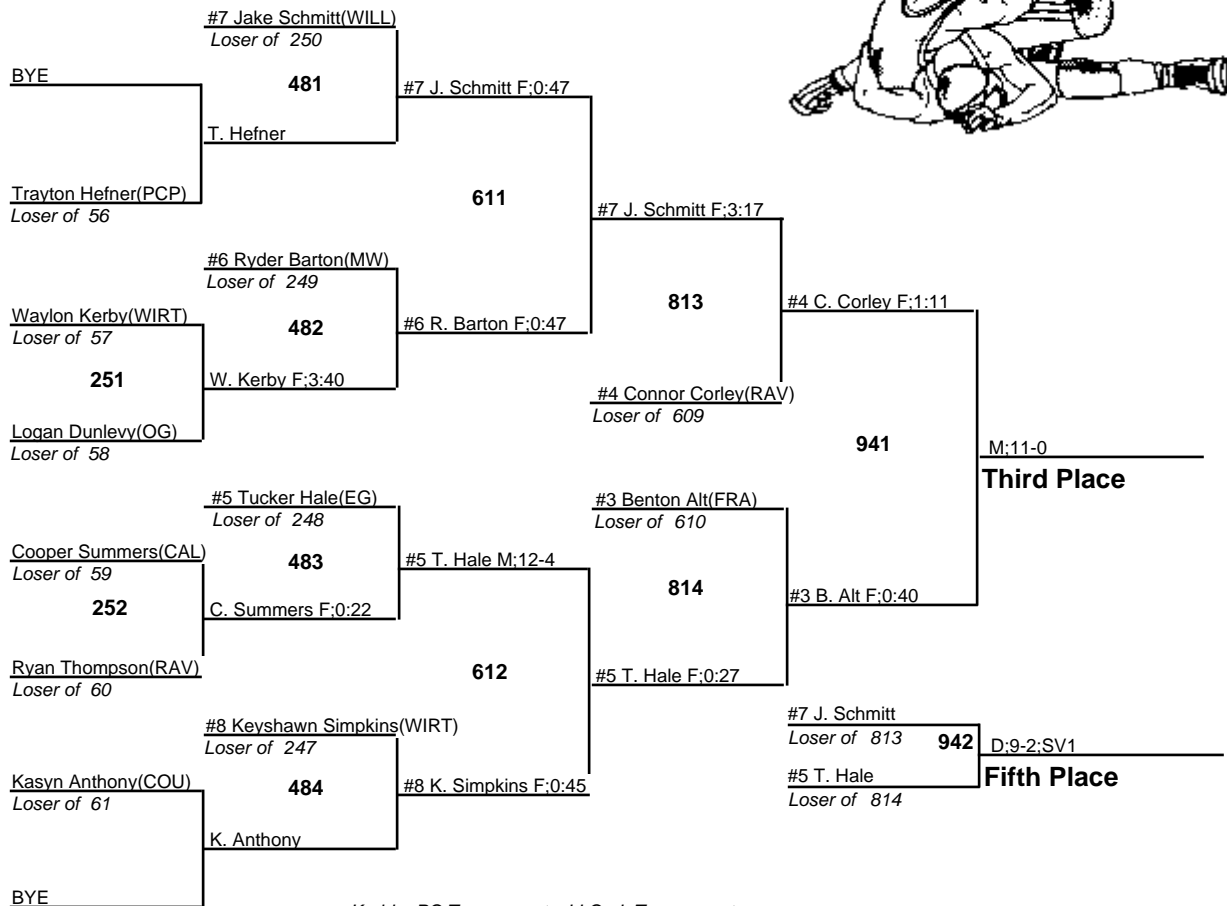 #7 Jake Schmitt(WILL)
Loser of 250
BYE
481
#7 J. Schmitt F;0:47
T. Hefner
Trayton Hefner(PCP)
Loser of 56
611
#7 J. Schmitt F;3:17
#6 Ryder Barton(MW)
Loser of 249
Waylon Kerby(WIRT)
Loser of 57
482
#6 R. Barton F;0:47
813
#4 C. Corley F;1:11
251
W. Kerby F;3:40
#4 Connor Corley(RAV)
Loser of 609
Logan Dunlevy(OG)
Loser of 58
941
M;11-0
Third Place
#5 Tucker Hale(EG)
Loser of 248
#3 Benton Alt(FRA)
Loser of 610
Cooper Summers(CAL)
Loser of 59
483
#5 T. Hale M;12-4
814
#3 B. Alt F;0:40
252
C. Summers F;0:22
Ryan Thompson(RAV)
Loser of 60
612
#5 T. Hale F;0:27
#8 Keyshawn Simpkins(WIRT)
Loser of 247
#7 J. Schmitt
Loser of 813
942
D;9-2;SV1
Fifth Place
#5 T. Hale
Loser of 814
Kasyn Anthony(COU)
Loser of 61
484
#8 K. Simpkins F;0:45
K. Anthony
BYE